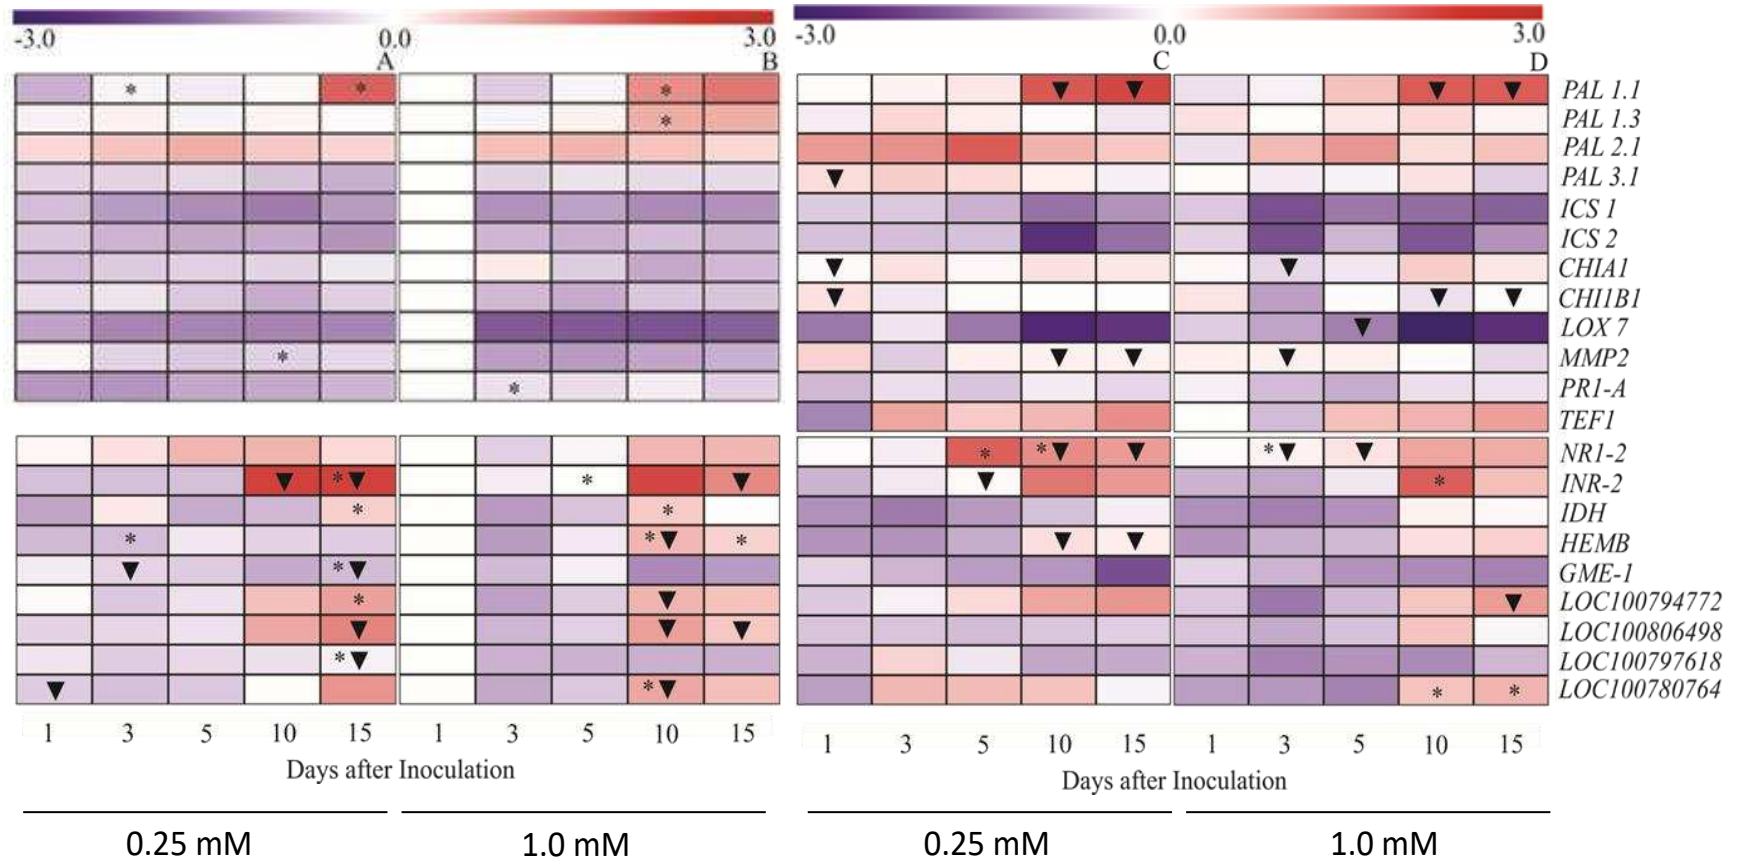 -3.0 0.0 3.0 -3.0 0.0 3.0
A B C D
* * * ▼ ▼ ▼ ▼ PAL 1.1
* PAL 1.3
PAL 2.1
▼ PAL 3.1
ICS 1
ICS 2
▼ ▼ CHIA1
▼ ▼ ▼ CHI1B1
▼ LOX 7
* ▼ ▼ ▼ MMP2
* PR1-A
TEF1
* *▼ ▼ *▼ ▼ NR1-2
▼ *▼ * ▼ ▼ * INR-2
* * IDH
* *▼ * ▼ ▼ HEMB
▼ *▼ GME-1
* ▼ ▼ LOC100794772
▼ ▼ ▼ LOC100806498
*▼ LOC100797618
▼ *▼ * * LOC100780764
1 3 5 10 15 1 3 5 10 15 1 3 5 10 15 1 3 5 10 15
Days after Inoculation Days after Inoculation
0.25 mM 1.0 mM 0.25 mM 1.0 mM